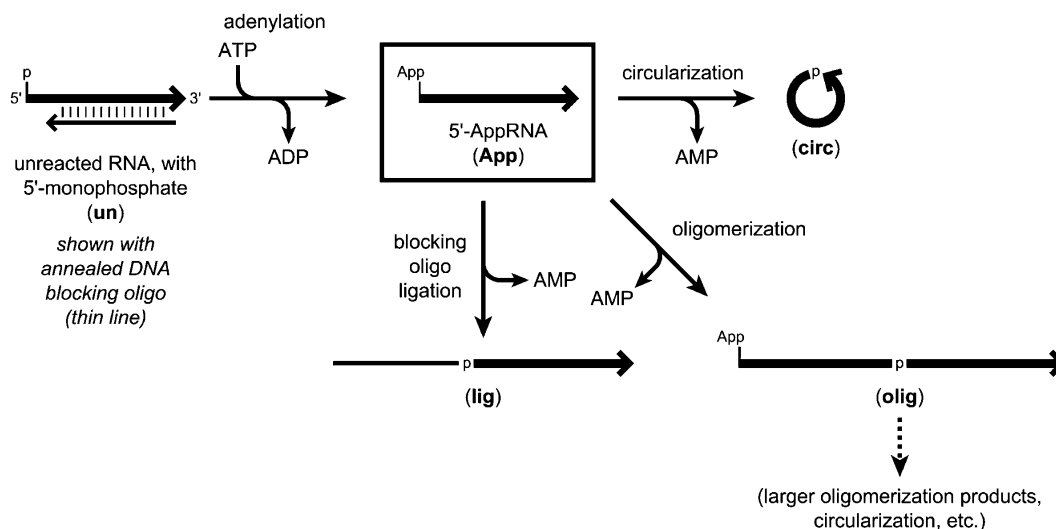 adenylation
ATP
ADP
p
5'
3'
unreacted RNA, with
5'-monophosphate
(un)
shown with
annealed DNA
blocking oligo
(thin line)
App
5'-AppRNA
(App)
circularization
AMP
p
(circ)
blocking
oligo
ligation
AMP
oligomerization
AMP
p
(lig)
App
p
(olig)
(larger oligomerization products,
circularization, etc.)